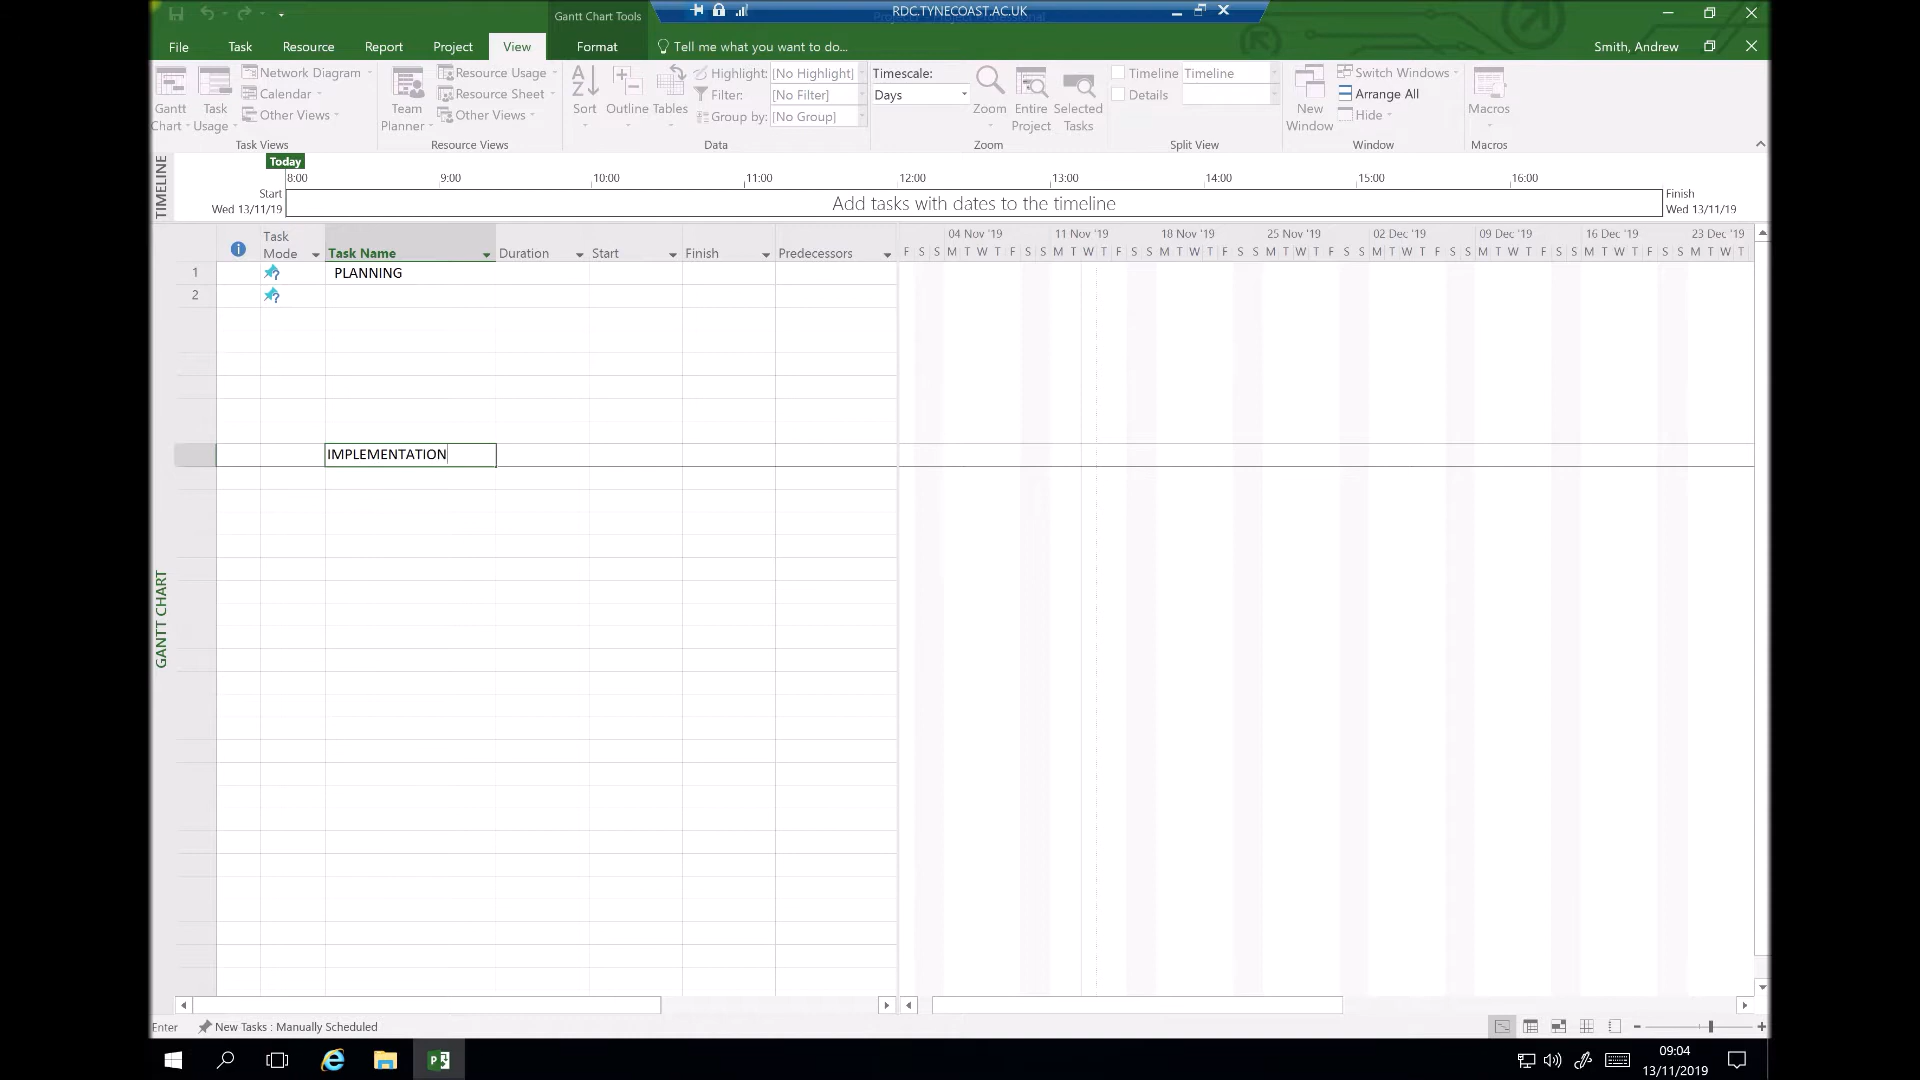 Gantt Chart Tools
RDC.TYNECOAST.AC.UK
File Task Resource Report Project View Format Tell me what you want to do... Smith, Andrew
Gantt Chart
Task Usage
Network Diagram
Calendar
Other Views
Task Views
Team Planner
Resource Usage
Resource Sheet
Other Views
Resource Views
Sort Outline Tables
Highlight: [No Highlight]
Filter: [No Filter]
Group by: [No Group]
Data
Timescale:
Days
Zoom
Entire Project
Selected Tasks
Zoom
Timeline Timeline
Details
Split View
New Window
Switch Windows
Arrange All
Hide
Window
Macros
Macros
TIMELINE
Today
8:00 9:00 10:00 11:00 12:00 13:00 14:00 15:00 16:00
Start
Wed 13/11/19
Add tasks with dates to the timeline
Finish
Wed 13/11/19
Task Mode Task Name Duration Start Finish Predecessors
04 Nov '19 11 Nov '19 18 Nov '19 25 Nov '19 02 Dec '19 09 Dec '19 16 Dec '19 23 Dec '19
F S S M T W T F S S M T W T F S S M T W T F S S M T W T F S S M T W T F S S M T W T F S S M T W T F S S M T W T
1 PLANNING
2
IMPLEMENTATION
GANTT CHART
Enter New Tasks : Manually Scheduled
09:04
13/11/2019